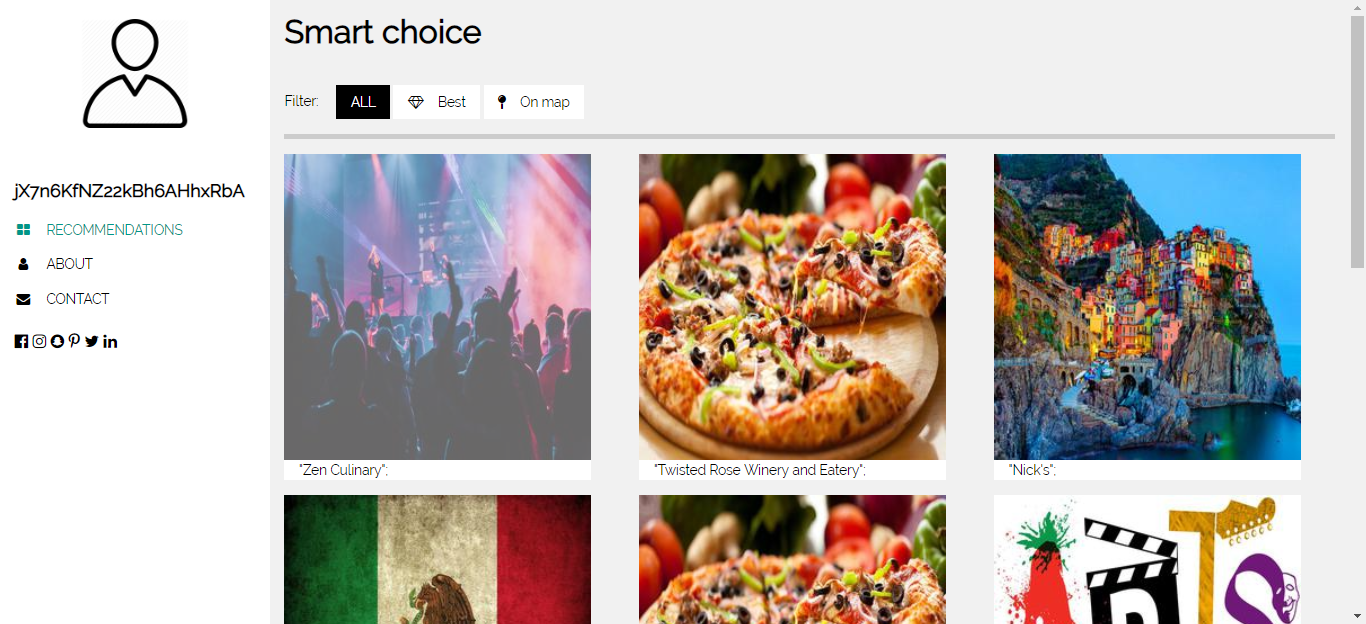 Smart choice
Filter:
ALL
Best
On map
jX7n6KfNZ22kBh6AHhxRbA
RECOMMENDATIONS
ABOUT
CONTACT
"Zen Culinary";
"Twisted Rose Winery and Eatery";
"Nick's";